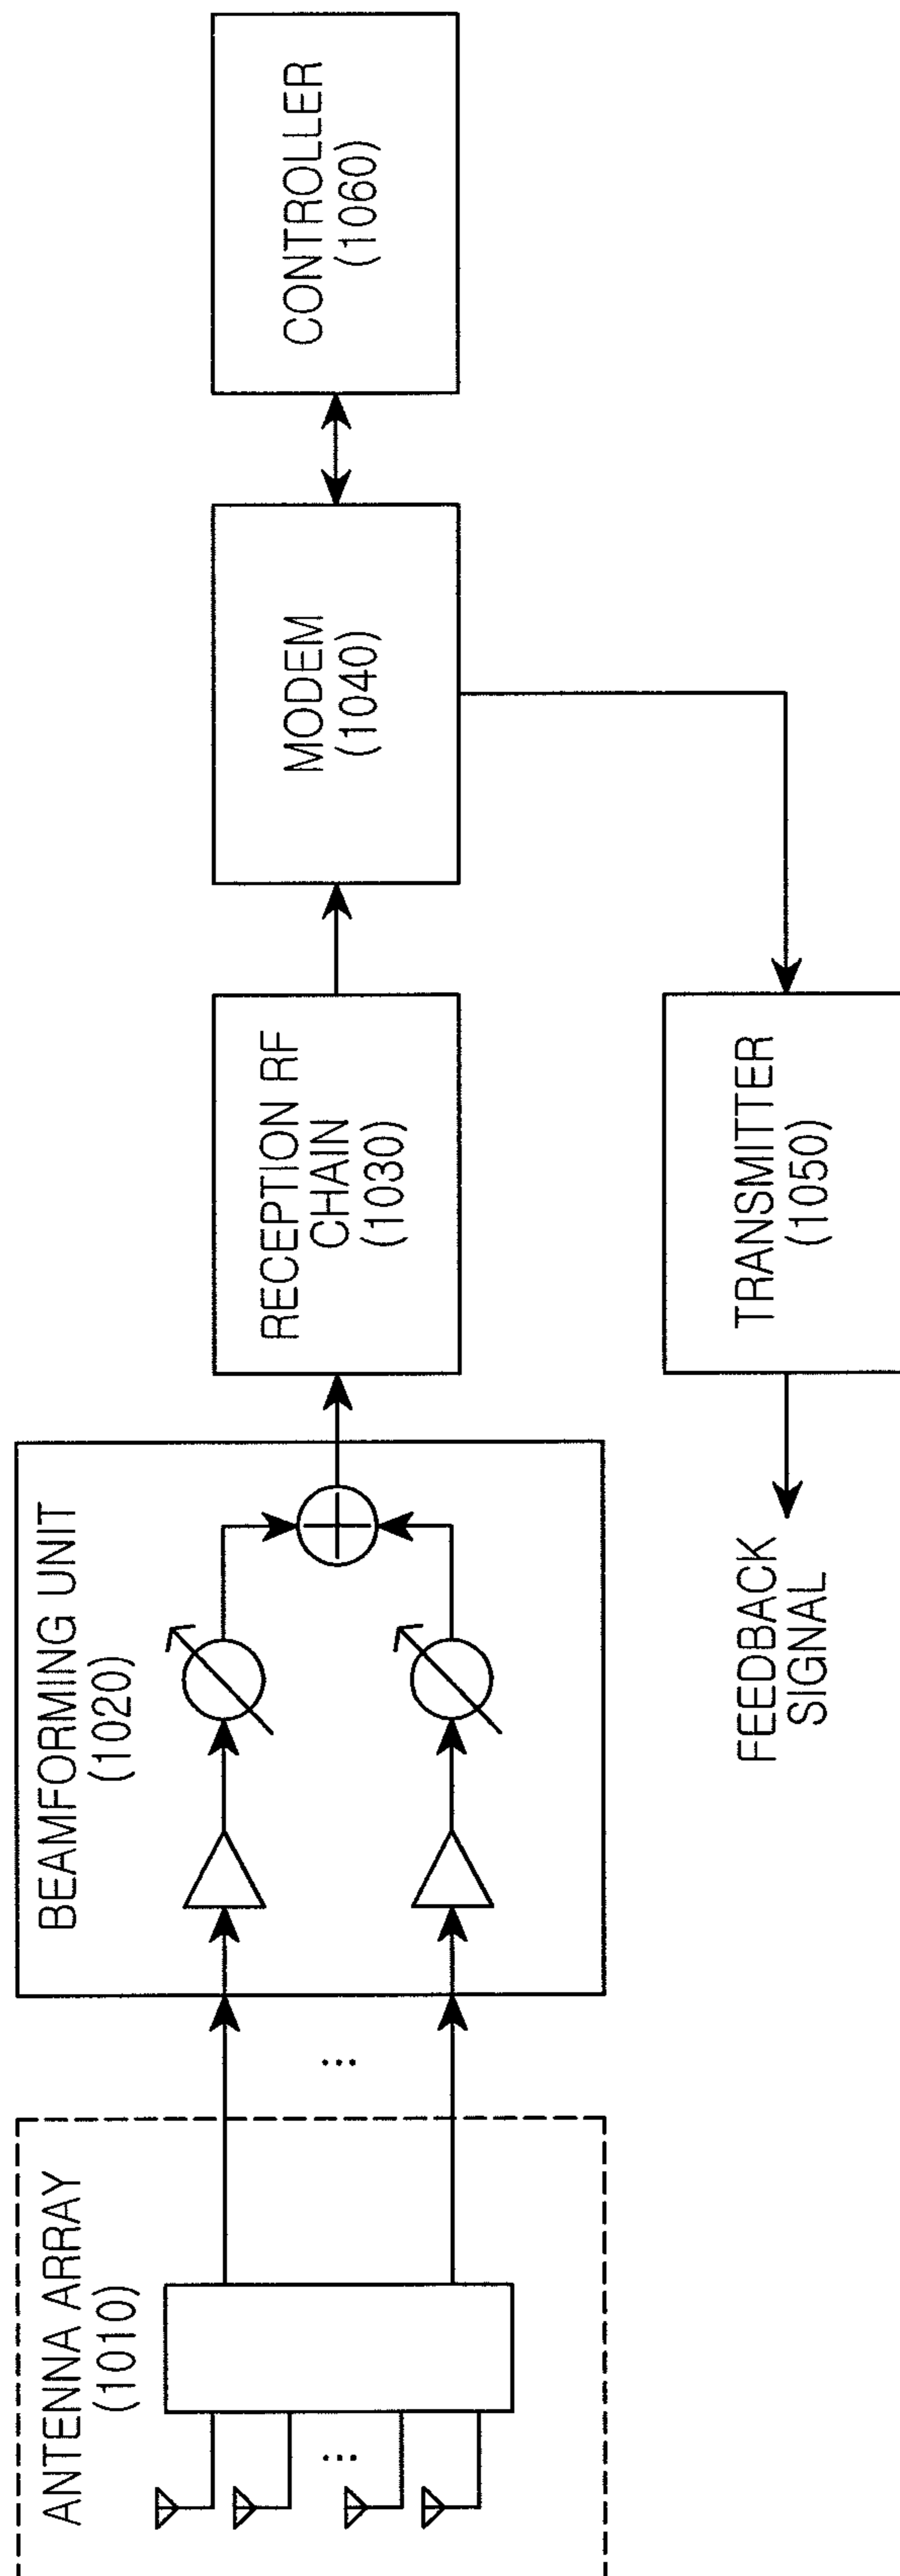 ANTENNA ARRAY
(1010)
...
...
BEAMFORMING UNIT
(1020)
RECEPTION RF
CHAIN
(1030)
MODEM
(1040)
CONTROLLER
(1060)
FEEDBACK
SIGNAL
TRANSMITTER
(1050)